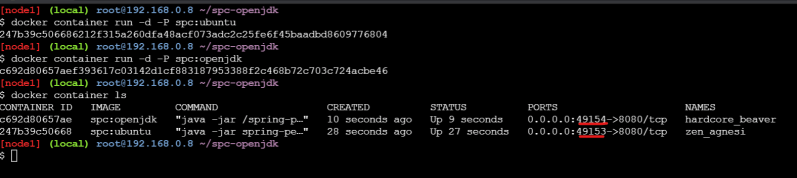 [node1] (local) root@192.168.0.8 ~/spc-openjdk
$ docker container run -d -P spc:ubuntu
247b39c506686212f315a260dfa48acf073adc2c25fe6f45baadbd8609776804
[node1] (local) root@192.168.0.8 ~/spc-openjdk
$ docker container run -d -P spc:openjdk
c692d80657aef393617c03142d1cf883187953388f2c468b72c703c724acbe46
[node1] (local) root@192.168.0.8 ~/spc-openjdk
$ docker container ls
CONTAINER ID IMAGE COMMAND CREATED STATUS PORTS NAMES
c692d80657ae spc:openjdk "java -jar /spring-p…" 10 seconds ago Up 9 seconds 0.0.0.0:49154->8080/tcp hardcore_beaver
247b39c50668 spc:ubuntu "java -jar spring-pe…" 28 seconds ago Up 27 seconds 0.0.0.0:49153->8080/tcp zen_agnesi
[node1] (local) root@192.168.0.8 ~/spc-openjdk
$